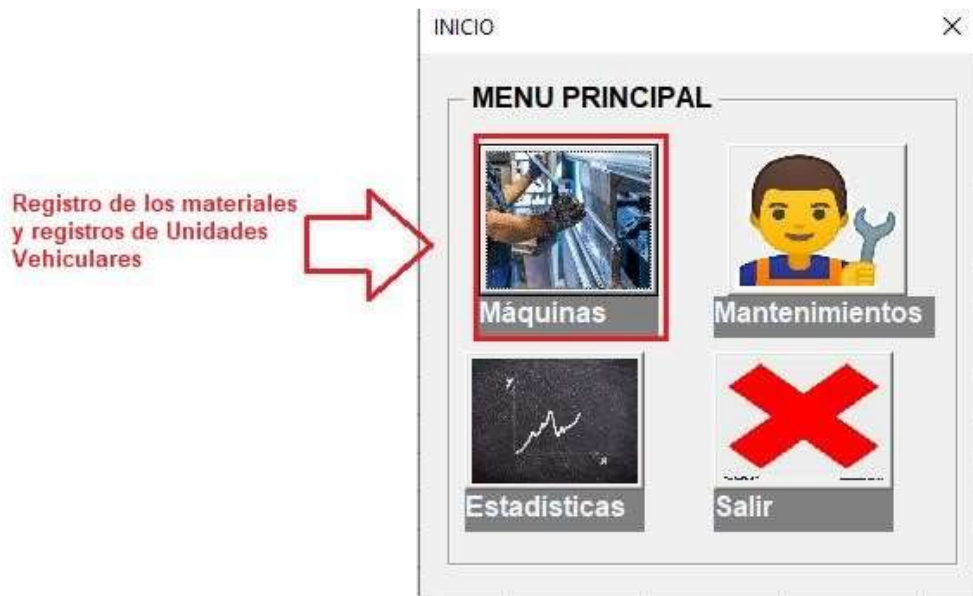 INICIO
MENU PRINCIPAL
Registro de los materiales
y registros de Unidades
Vehiculares
Máquinas
Mantenimientos
y
x
Estadísticas
Salir